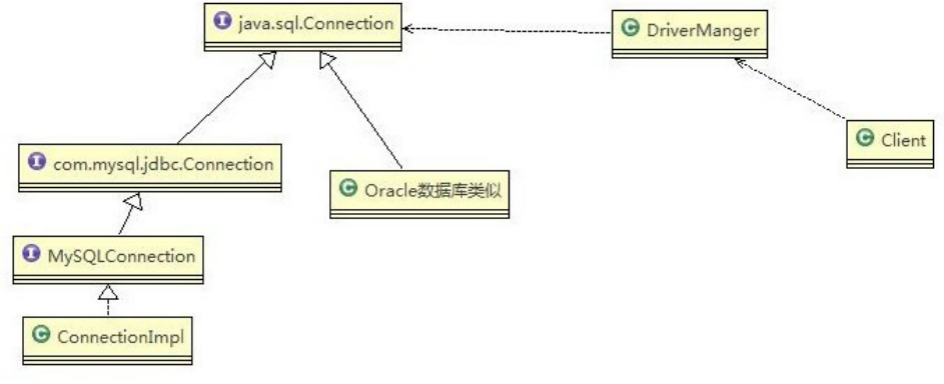 I java.sql.Connection
C DriverManger
C Client
I com.mysql.jdbc.Connection
C Oracle数据库类似
I MySQLConnection
C ConnectionImpl